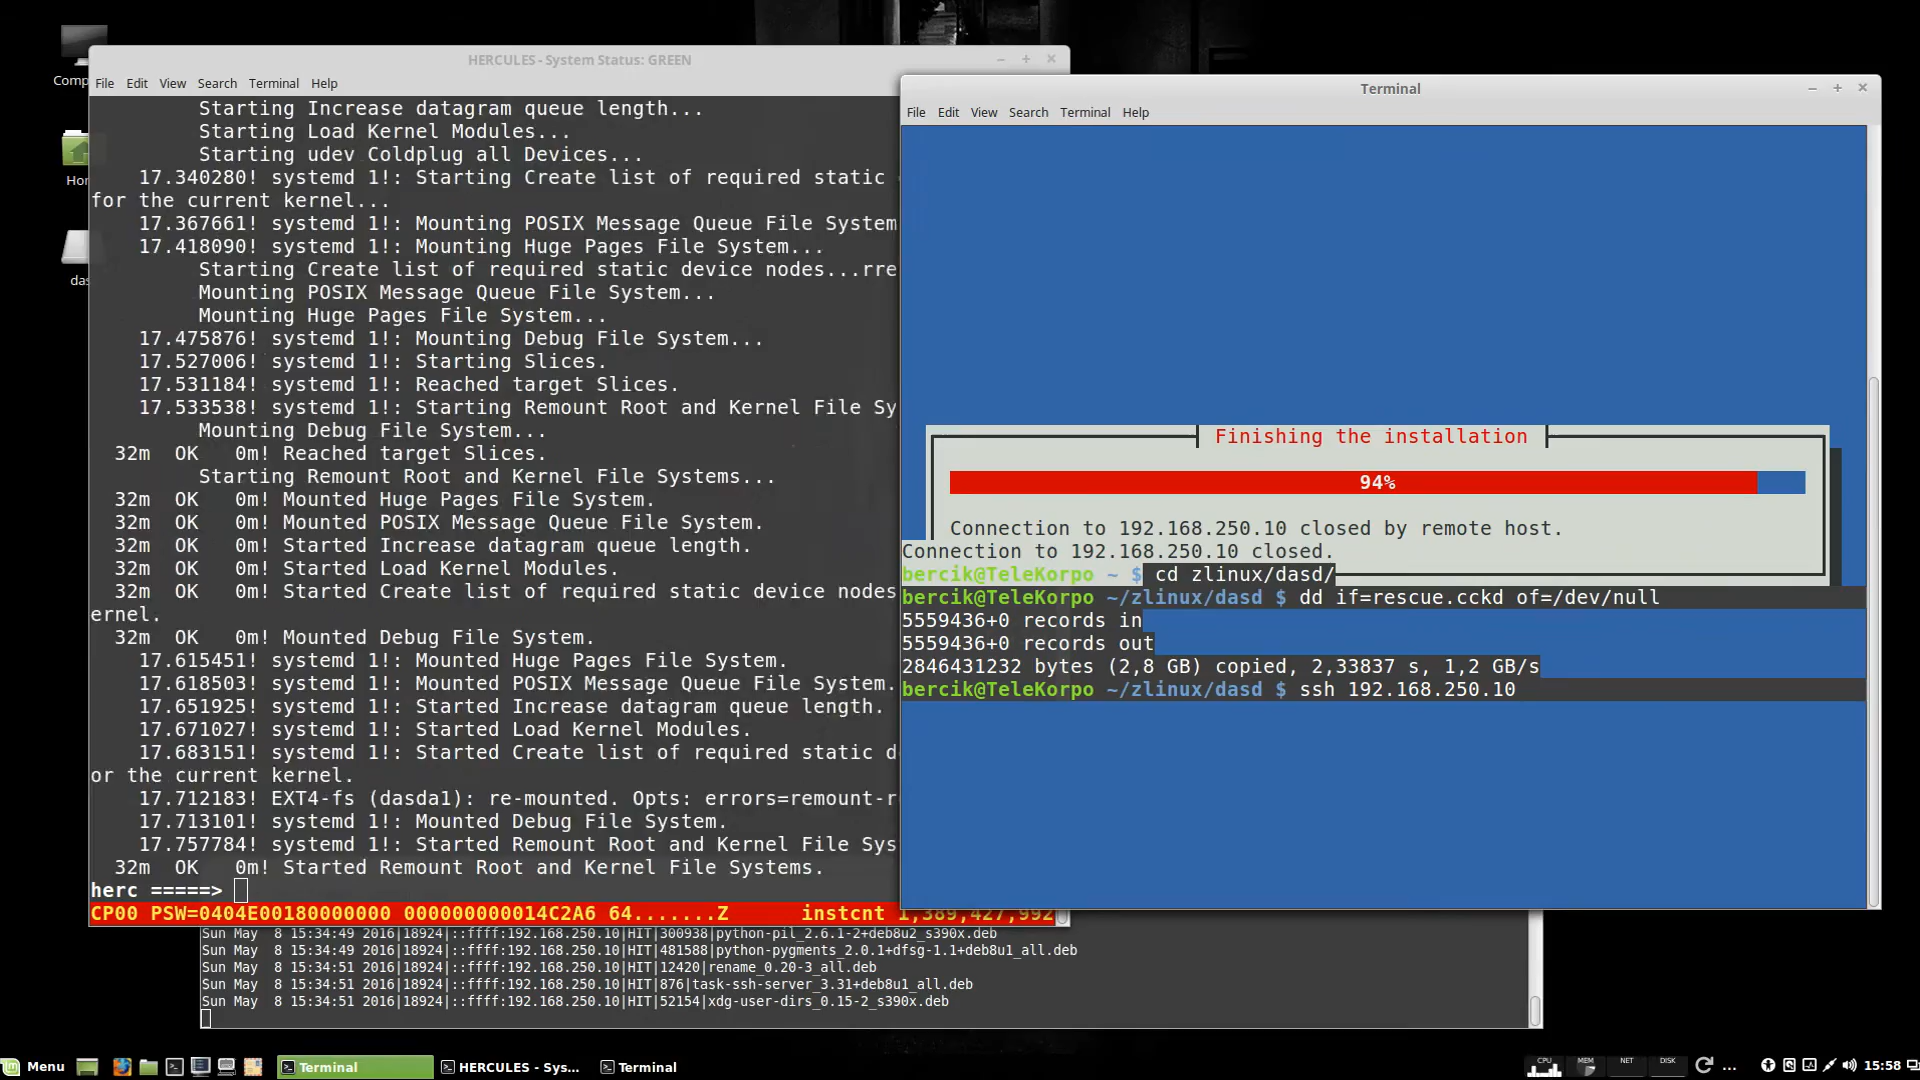 Comp
Hor
das
HERCULES - System Status: GREEN
File Edit View Search Terminal Help
Starting Increase datagram queue length...
Starting Load Kernel Modules...
Starting udev Coldplug all Devices...
17.340280! systemd 1!: Starting Create list of required static
for the current kernel...
17.367661! systemd 1!: Mounting POSIX Message Queue File System
17.418090! systemd 1!: Mounting Huge Pages File System...
Starting Create list of required static device nodes...rre
Mounting POSIX Message Queue File System...
Mounting Huge Pages File System...
17.475876! systemd 1!: Mounting Debug File System...
17.527006! systemd 1!: Starting Slices.
17.531184! systemd 1!: Reached target Slices.
17.533538! systemd 1!: Starting Remount Root and Kernel File Sy
Mounting Debug File System...
32m  OK   0m! Reached target Slices.
Starting Remount Root and Kernel File Systems...
32m  OK   0m! Mounted Huge Pages File System.
32m  OK   0m! Mounted POSIX Message Queue File System.
32m  OK   0m! Started Increase datagram queue length.
32m  OK   0m! Started Load Kernel Modules.
32m  OK   0m! Started Create list of required static device nodes
ernel.
32m  OK   0m! Mounted Debug File System.
17.615451! systemd 1!: Mounted Huge Pages File System.
17.618503! systemd 1!: Mounted POSIX Message Queue File System.
17.651925! systemd 1!: Started Increase datagram queue length.
17.671027! systemd 1!: Started Load Kernel Modules.
17.683151! systemd 1!: Started Create list of required static d
or the current kernel.
17.712183! EXT4-fs (dasda1): re-mounted. Opts: errors=remount-r
17.713101! systemd 1!: Mounted Debug File System.
17.757784! systemd 1!: Started Remount Root and Kernel File Sys
32m  OK   0m! Started Remount Root and Kernel File Systems.
herc =====>
CP00 PSW=0404E00180000000 000000000014C2A6 64.......Z      instcnt 1,389,427,992
Terminal
File Edit View Search Terminal Help
Finishing the installation
94%
Connection to 192.168.250.10 closed by remote host.
Connection to 192.168.250.10 closed.
bercik@TeleKorpo ~ $ cd zlinux/dasd/
bercik@TeleKorpo ~/zlinux/dasd $ dd if=rescue.cckd of=/dev/null
5559436+0 records in
5559436+0 records out
2846431232 bytes (2,8 GB) copied, 2,33837 s, 1,2 GB/s
bercik@TeleKorpo ~/zlinux/dasd $ ssh 192.168.250.10
Sun May  8 15:34:49 2016|18924|::ffff:192.168.250.10|HIT|300938|python-pil_2.6.1-2+deb8u2_s390x.deb
Sun May  8 15:34:49 2016|18924|::ffff:192.168.250.10|HIT|481588|python-pygments_2.0.1+dfsg-1.1+deb8u1_all.deb
Sun May  8 15:34:51 2016|18924|::ffff:192.168.250.10|HIT|12420|rename_0.20-3_all.deb
Sun May  8 15:34:51 2016|18924|::ffff:192.168.250.10|HIT|876|task-ssh-server_3.31+deb8u1_all.deb
Sun May  8 15:34:51 2016|18924|::ffff:192.168.250.10|HIT|52154|xdg-user-dirs_0.15-2_s390x.deb
Menu Terminal HERCULES - Sys... Terminal CPU MEM NET DISK ... 15:58